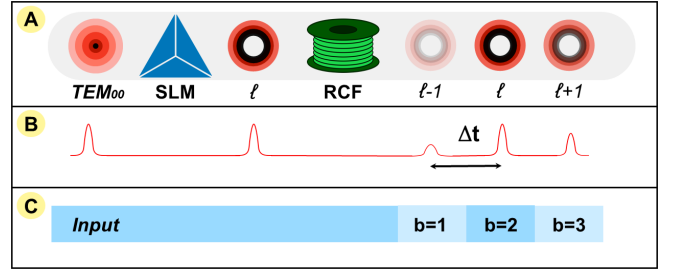 A
TEM₀₀ SLM ℓ RCF ℓ-1 ℓ ℓ+1
B
Δt
C
Input b=1 b=2 b=3